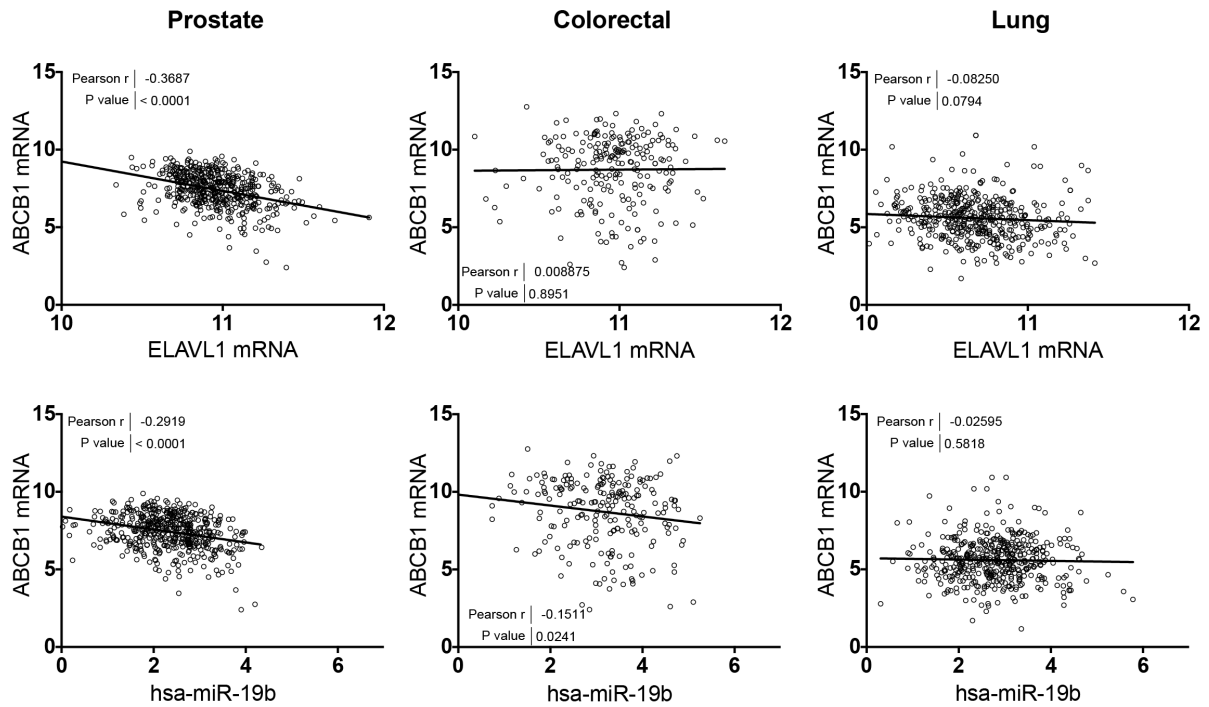 Prostate Colorectal Lung
Pearson r -0.3687
P value < 0.0001
15
10
5
0
10 11 12
ABCB1 mRNA
ELAVL1 mRNA
Pearson r 0.008875
P value 0.8951
15
10
5
0
10 11 12
ABCB1 mRNA
ELAVL1 mRNA
Pearson r -0.08250
P value 0.0794
15
10
5
0
10 11 12
ABCB1 mRNA
ELAVL1 mRNA
Pearson r -0.2919
P value < 0.0001
15
10
5
0
0 2 4 6
ABCB1 mRNA
hsa-miR-19b
Pearson r -0.1511
P value 0.0241
15
10
5
0
0 2 4 6
ABCB1 mRNA
hsa-miR-19b
Pearson r -0.02595
P value 0.5818
15
10
5
0
0 2 4 6
ABCB1 mRNA
hsa-miR-19b